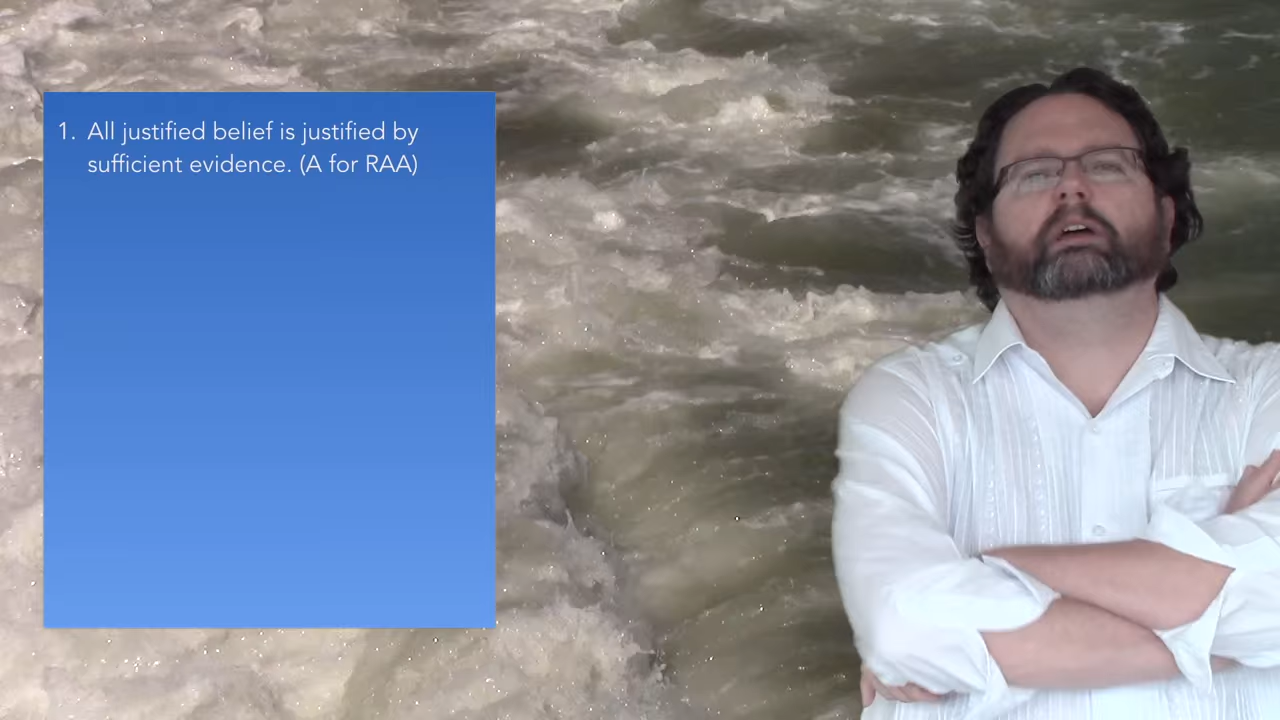 1. All justified belief is justified by
sufficient evidence. (A for RAA)